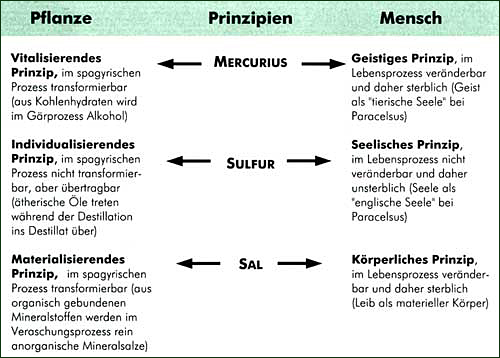 Pflanze Prinzipien Mensch
Vitalisierendes
Prinzip, im spagyrischen
Prozess transformierbar
(aus Kohlenhydraten wird
im Gärprozess Alkohol)
MERCURIUS
Geistiges Prinzip, im
Lebensprozess veränderbar
und daher sterblich (Geist
als "tierische Seele" bei
Paracelsus)
Individualisierendes
Prinzip, im spagyrischen
Prozess nicht transformier-
bar, aber übertragbar
(ätherische Öle treten
während der Destillation
ins Destillat über)
SULFUR
Seelisches Prinzip,
im Lebensprozess nicht
veränderbar und daher
unsterblich (Seele als
"englische Seele" bei
Paracelsus)
Materialisierendes
Prinzip, im spagyrischen
Prozess transformierbar (aus
organisch gebundenen
Mineralstoffen werden im
Veraschungsprozess rein
anorganische Mineralsalze)
SAL
Körperliches Prinzip,
im Lebensprozess veränder-
bar und daher sterblich
(Leib als materieller Körper)